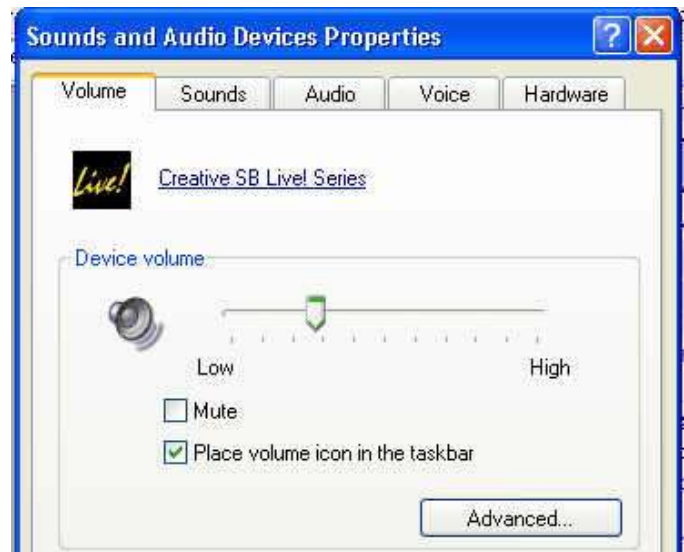 Sounds and Audio Devices Properties
Volume Sounds Audio Voice Hardware
Live! Creative SB Live! Series
Device volume
Low High
Mute
Place volume icon in the taskbar
Advanced...